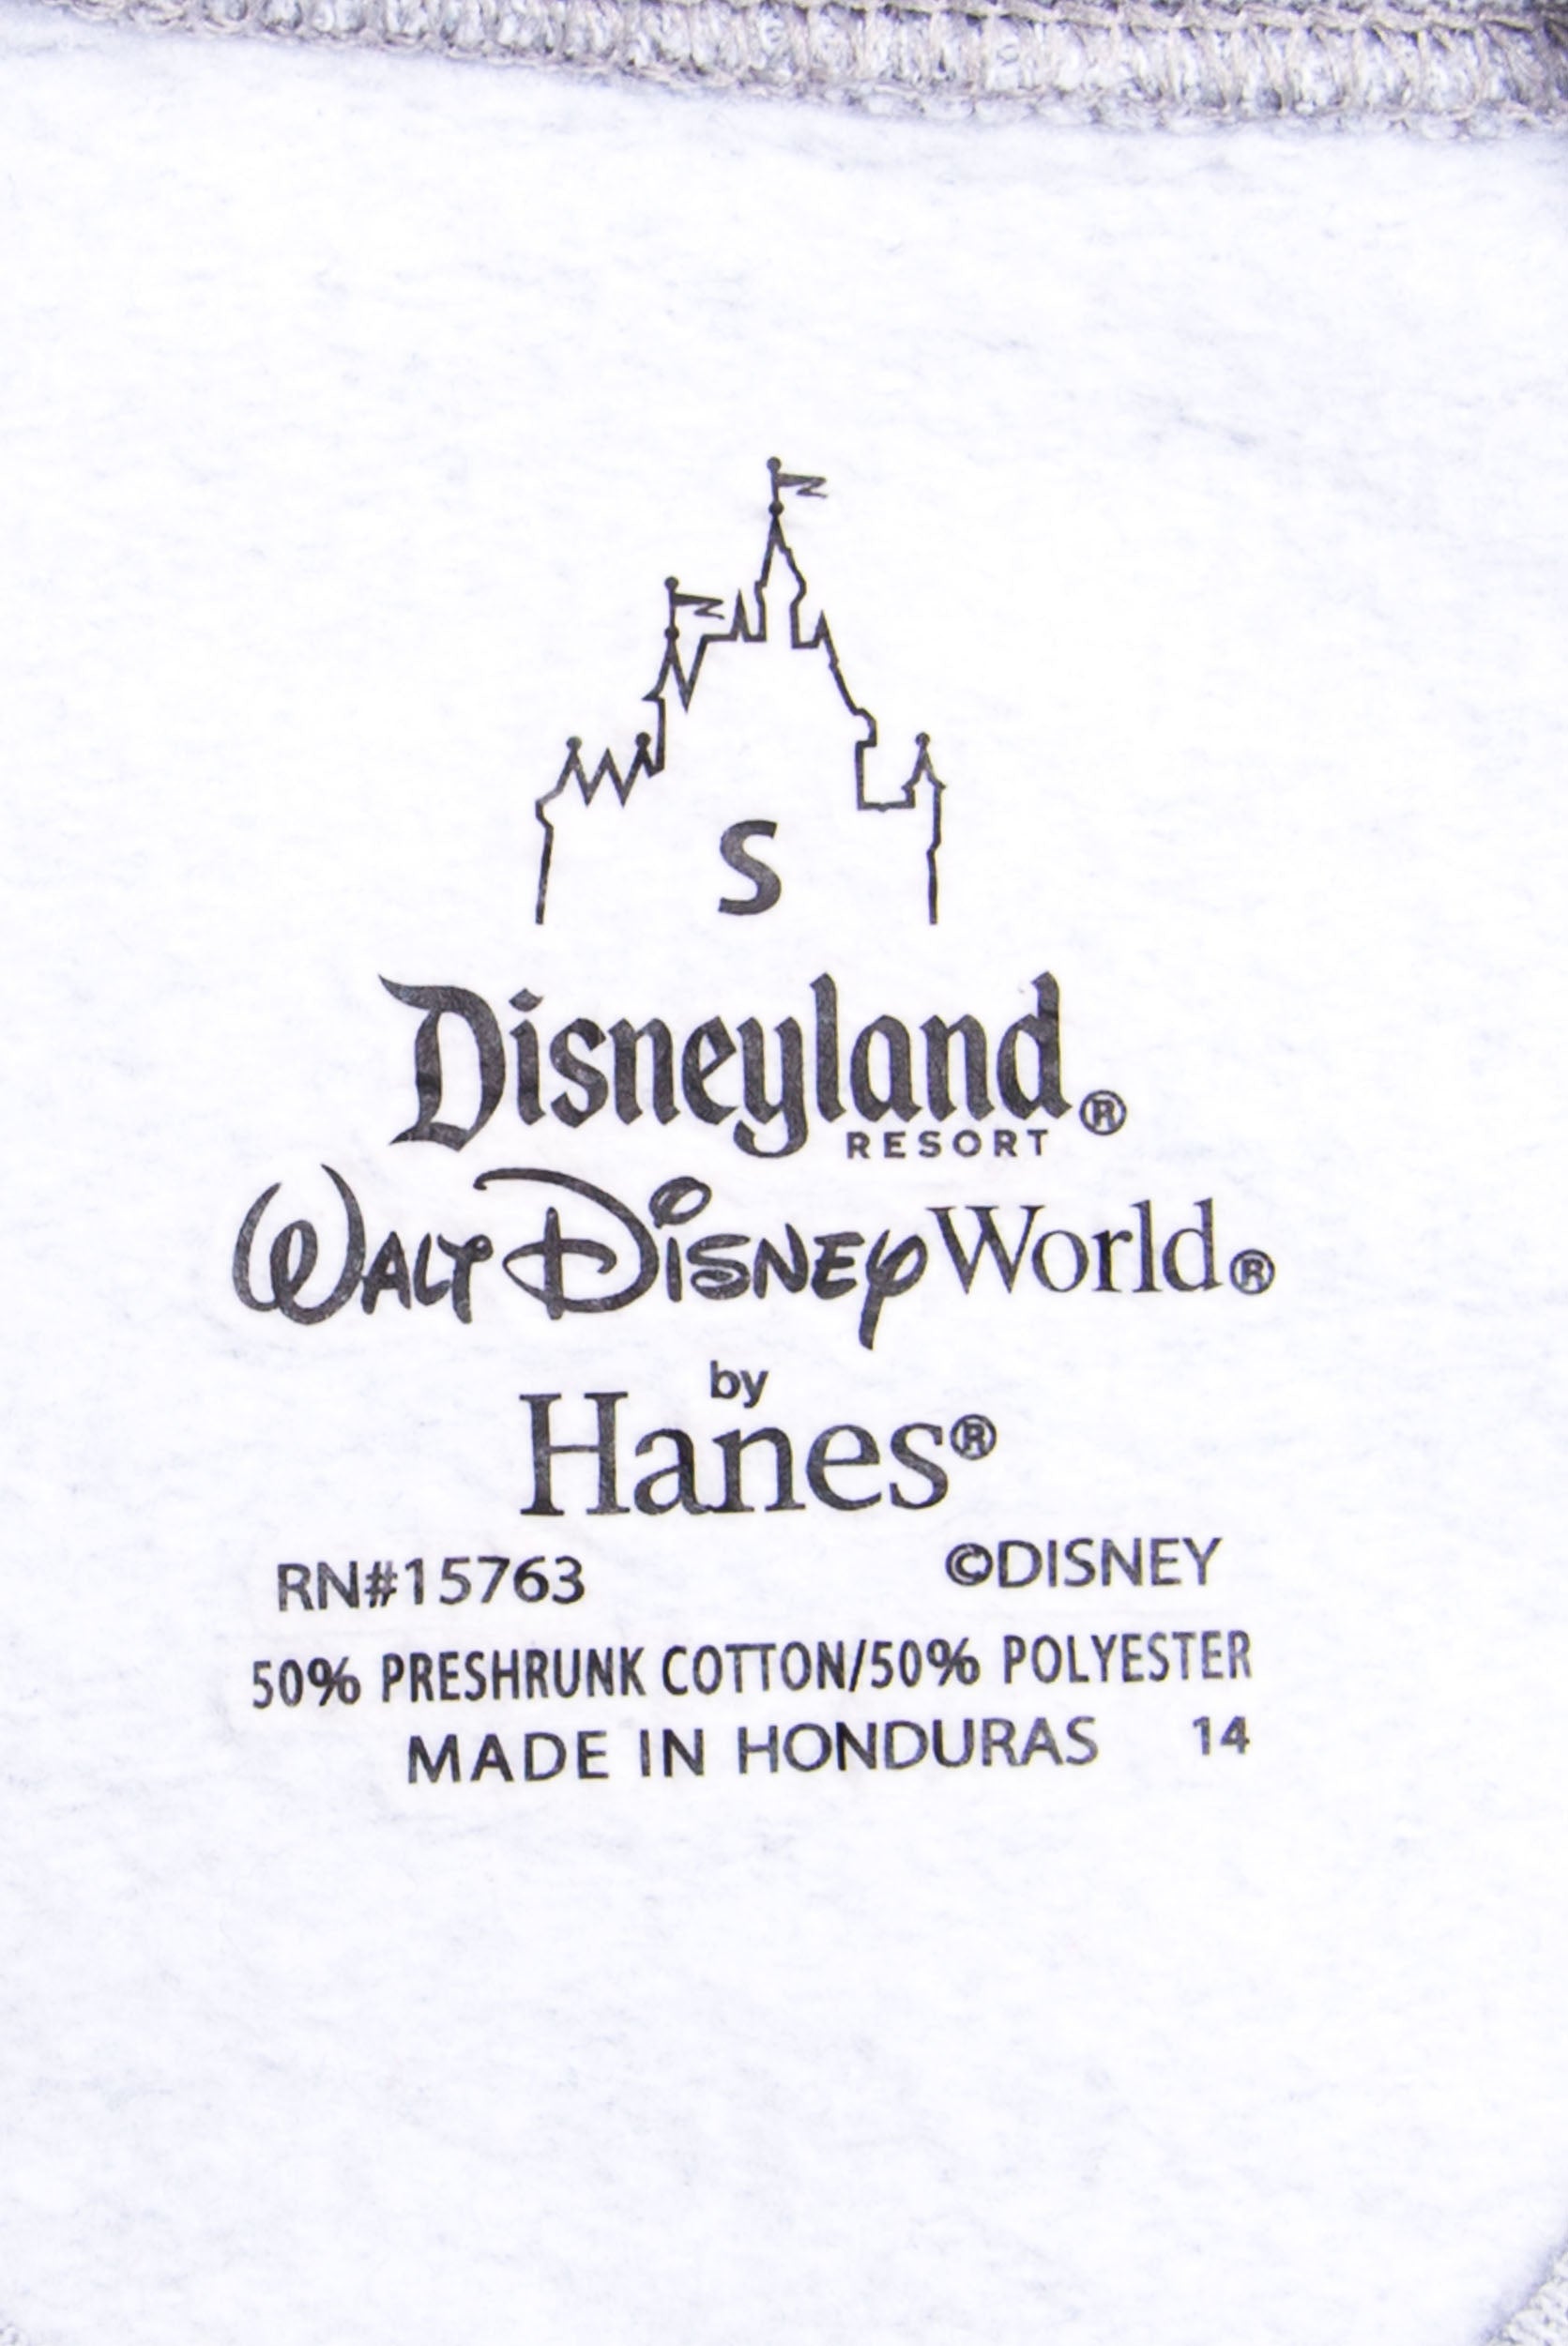 S
Disneyland®
RESORT
WALT DISNEY World®
by
Hanes®
RN#15763 ©DISNEY
50% PRESHRUNK COTTON/50% POLYESTER
MADE IN HONDURAS 14